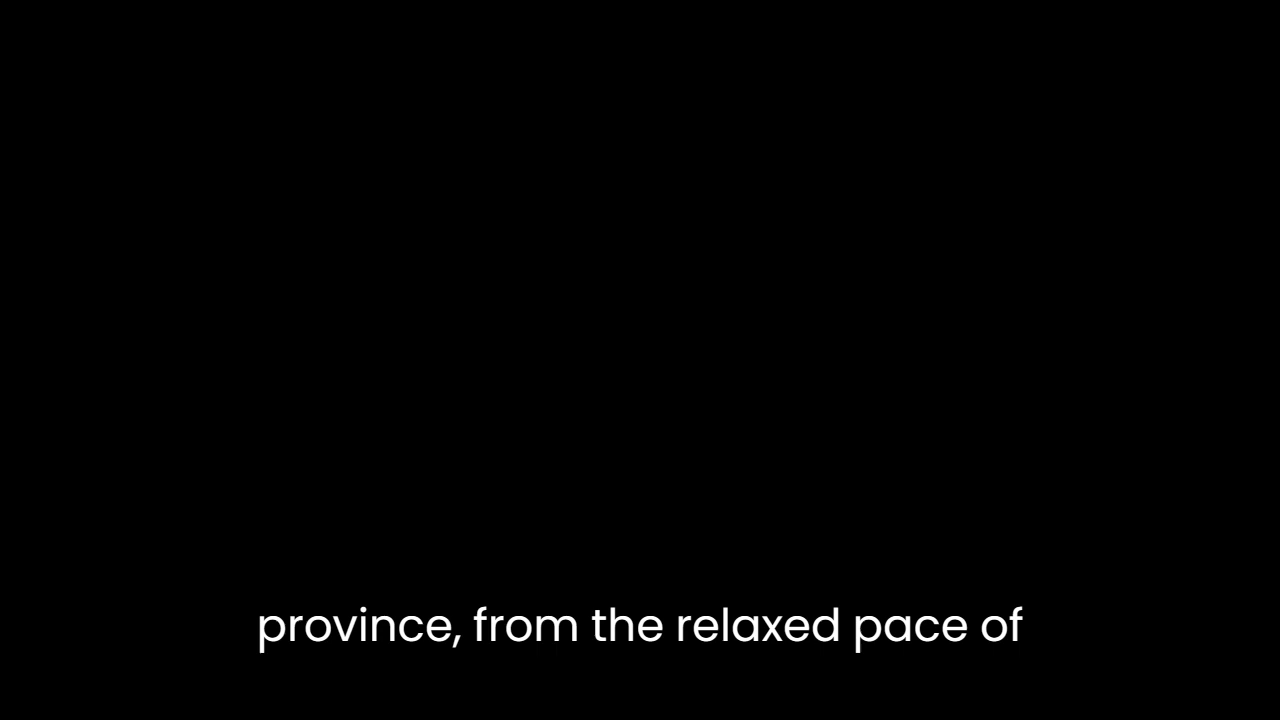 province, from the relaxed pace of